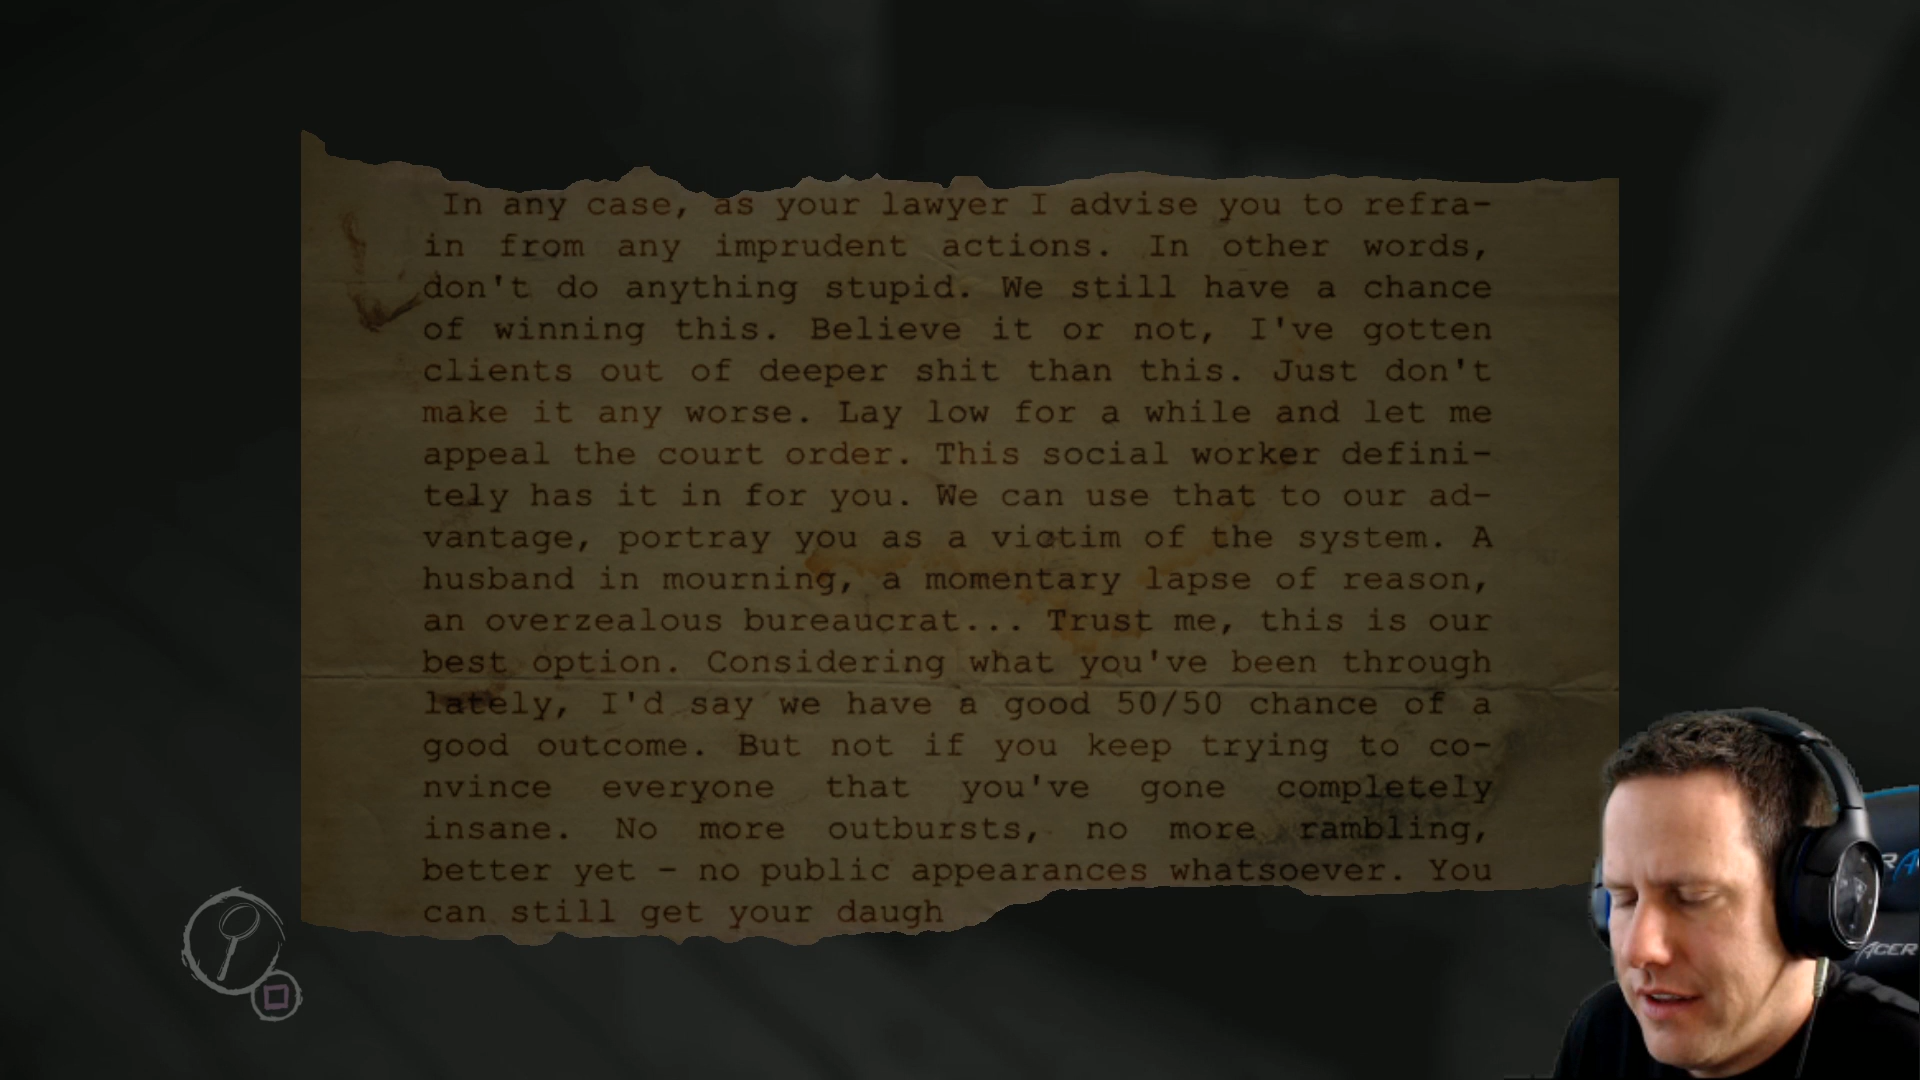 In any case, as your lawyer I advise you to refra-
in from any imprudent actions. In other words,
don't do anything stupid. We still have a chance
of winning this. Believe it or not, I've gotten
clients out of deeper shit than this. Just don't
make it any worse. Lay low for a while and let me
appeal the court order. This social worker defini-
tely has it in for you. We can use that to our ad-
vantage, portray you as a victim of the system. A
husband in mourning, a momentary lapse of reason,
an overzealous bureaucrat... Trust me, this is our
best option. Considering what you've been through
lately, I'd say we have a good 50/50 chance of a
good outcome. But not if you keep trying to co-
nvince everyone that you've gone completely
insane. No more outbursts, no more rambling,
better yet - no public appearances whatsoever. You
can still get your daugh
ACER